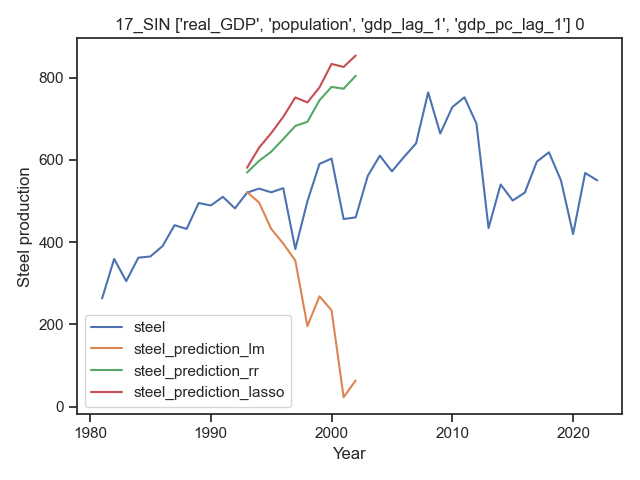 17_SIN ['real_GDP', 'population', 'gdp_lag_1', 'gdp_pc_lag_1'] 0
800
600
400
200
0
Steel production
steel
steel_prediction_lm
steel_prediction_rr
steel_prediction_lasso
1980
1990
2000
2010
2020
Year